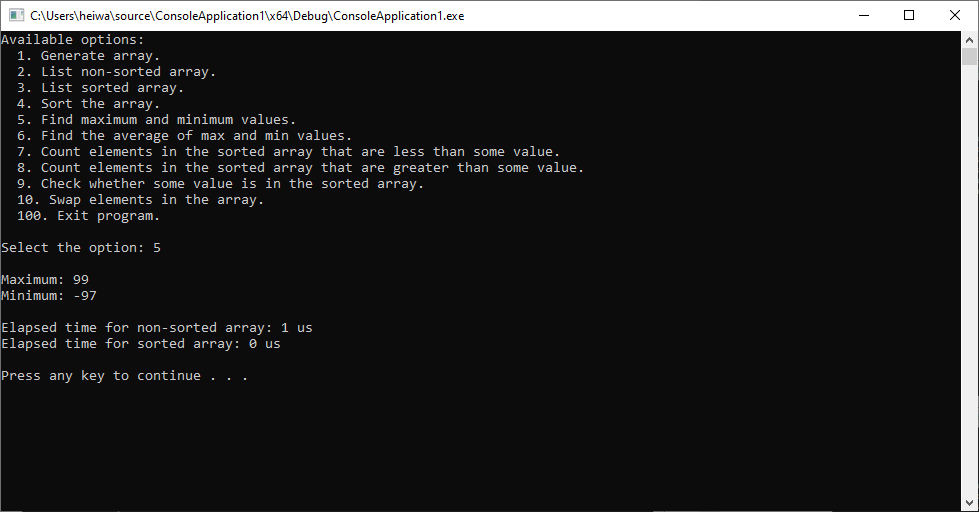 C:\Users\heiwa\source\ConsoleApplication1\x64\Debug\ConsoleApplication1.exe
Available options:
1. Generate array.
2. List non-sorted array.
3. List sorted array.
4. Sort the array.
5. Find maximum and minimum values.
6. Find the average of max and min values.
7. Count elements in the sorted array that are less than some value.
8. Count elements in the sorted array that are greater than some value.
9. Check whether some value is in the sorted array.
10. Swap elements in the array.
100. Exit program.
Select the option: 5
Maximum: 99
Minimum: -97
Elapsed time for non-sorted array: 1 us
Elapsed time for sorted array: 0 us
Press any key to continue . . .